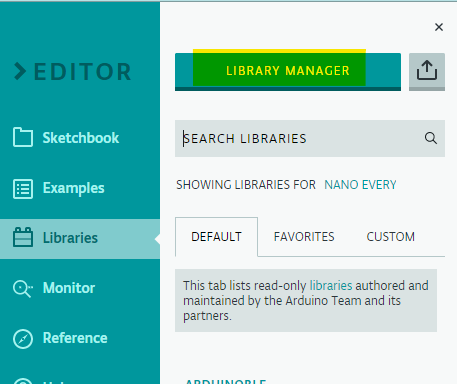 EDITOR
LIBRARY MANAGER
SEARCH LIBRARIES
Sketchbook
SHOWING LIBRARIES FOR NANO EVERY
Examples
Libraries
DEFAULT FAVORITES CUSTOM
Monitor
This tab lists read-only libraries authored and
maintained by the Arduino Team and its
partners.
Reference